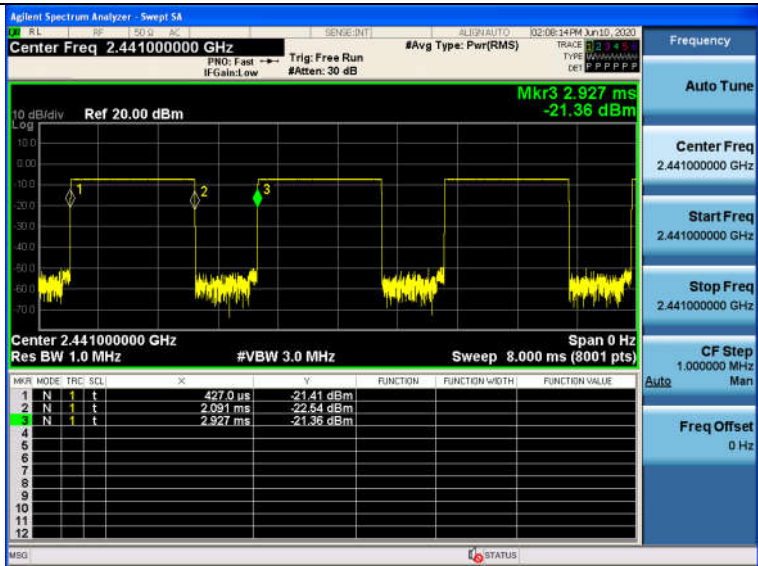 Agilent Spectrum Analyzer - Swept SA
RL RF 50 Ω AC SENSE:INT ALIGN AUTO 02:08:14 PM Jun 10, 2020
Center Freq 2.441000000 GHz #Avg Type: Pwr(RMS) TRACE 1 2 3 4 5 6
PNO: Fast Trig: Free Run TYPE
IFGain:Low #Atten: 30 dB DET P P P P P P
Frequency
Mkr3 2.927 ms
-21.36 dBm
10 dB/div Ref 20.00 dBm
Log
10.0
0.00
-10.0
-20.0
-30.0
-40.0
-50.0
-60.0
-70.0
1
2
3
Center 2.441000000 GHz Span 0 Hz
Res BW 1.0 MHz #VBW 3.0 MHz Sweep 8.000 ms (8001 pts)
MKR MODE TRC SCL X Y FUNCTION FUNCTION WIDTH FUNCTION VALUE
1 N 1 t 427.0 µs -21.41 dBm
2 N 1 t 2.091 ms -22.54 dBm
3 N 1 t 2.927 ms -21.36 dBm
4
5
6
7
8
9
10
11
12
Auto Tune
Center Freq
2.441000000 GHz
Start Freq
2.441000000 GHz
Stop Freq
2.441000000 GHz
CF Step
1.000000 MHz
Auto Man
Freq Offset
0 Hz
MSG STATUS